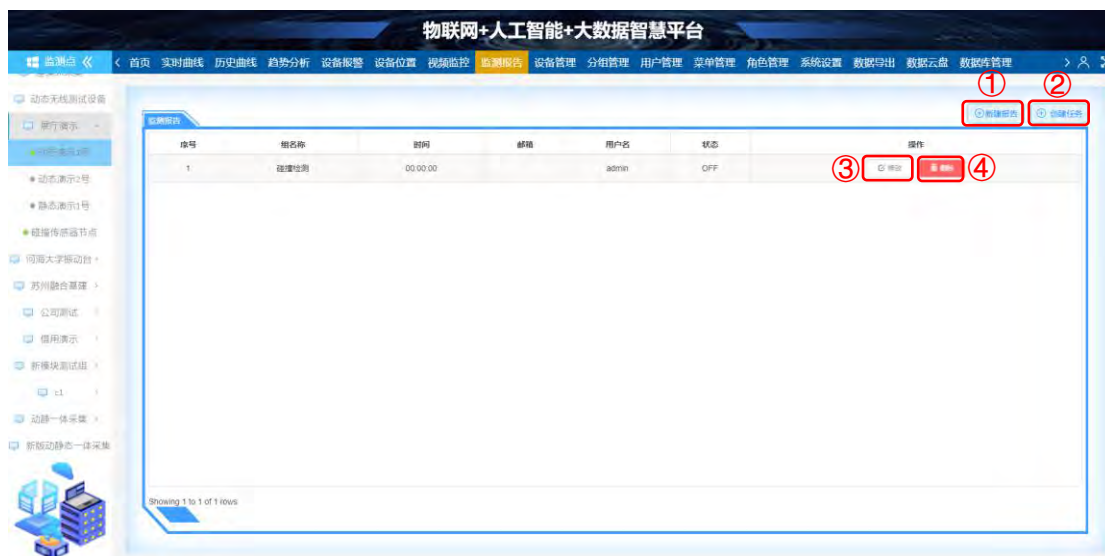 物联网+人工智能+大数据智慧平台
监测点 《 < 首页 实时曲线 历史曲线 趋势分析 设备报警 设备位置 视频监控 监测报告 设备管理 分组管理 用户管理 菜单管理 角色管理 系统设置 数据导出 数据云盘 数据库管理 >
① ②
动态无线测试设备
新建报告 创建任务
监测报告
展厅演示
序号 组名称 时间 邮箱 用户名 状态 操作
1 碰撞检测 00:00:00 admin OFF ③ 修改 删除 ④
动态演示2号
静态演示1号
碰撞传感器节点
河海大学振动台
苏州融合基建 >
公司测试
借用演示
新模块测试组 >
c1
动静一体采集 >
新版动静态一体采集
Showing 1 to 1 of 1 rows